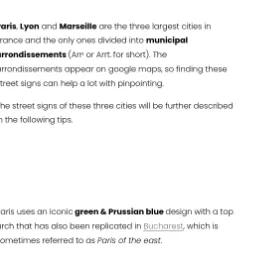 aris, Lyon and Marseille are the three largest cities in
rance and the only ones divided into municipal
rrondissements (Arrᵉ or Arrt. for short). The
rrondissements appear on google maps, so finding these
treet signs can help a lot with pinpointing.
he street signs of these three cities will be further described
n the following tips.
aris uses an iconic green & Prussian blue design with a top
rch that has also been replicated in Bucharest, which is
ometimes referred to as Paris of the east.